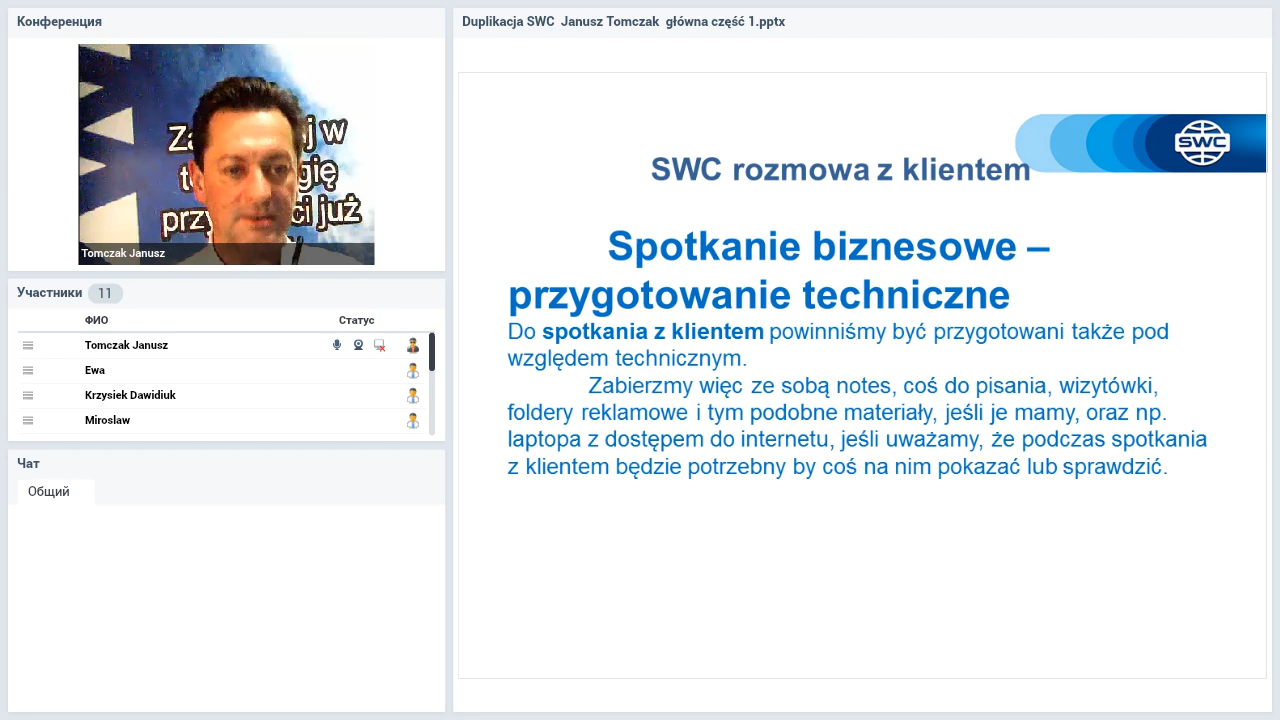 Конференция
w
gię
przy
ci już
Tomczak Janusz
Участники 11
ФИО Статус
Tomczak Janusz
Ewa
Krzysiek Dawidiuk
Miroslaw
Чат
Общий
Duplikacja SWC Janusz Tomczak główna część 1.pptx
SWC
SWC rozmowa z klientem
Spotkanie biznesowe –
przygotowanie techniczne
Do spotkania z klientem powinniśmy być przygotowani także pod
względem technicznym.
Zabierzmy więc ze sobą notes, coś do pisania, wizytówki,
foldery reklamowe i tym podobne materiały, jeśli je mamy, oraz np.
laptopa z dostępem do internetu, jeśli uważamy, że podczas spotkania
z klientem będzie potrzebny by coś na nim pokazać lub sprawdzić.